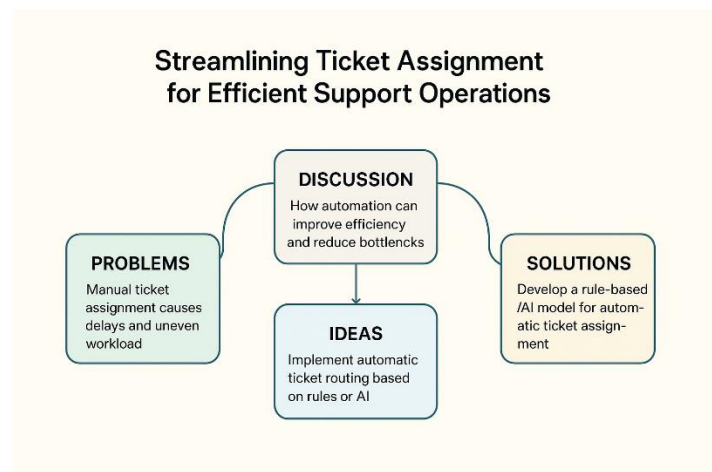 Streamlining Ticket Assignment
for Efficient Support Operations
DISCUSSION
How automation can
improve efficiency
and reduce bottlencks
PROBLEMS
Manual ticket
assignment causes
delays and uneven
workload
IDEAS
Implement automatic
ticket routing based
on rules or AI
SOLUTIONS
Develop a rule-based
/AI model for autom-
atic ticket assign-
ment